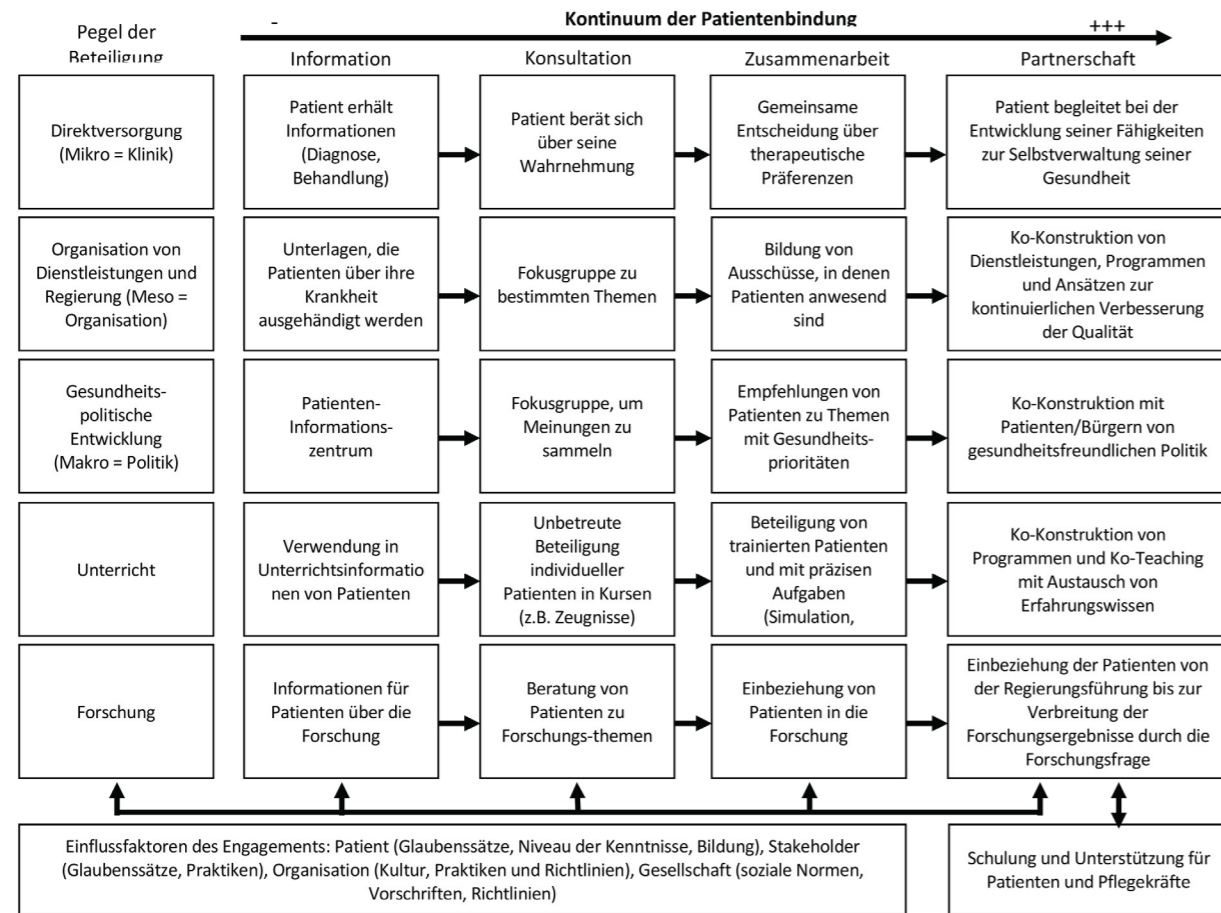 Kontinuum der Patientenbindung
-
+++
Pegel der
Beteiligung
Information
Konsultation
Zusammenarbeit
Partnerschaft
Direktversorgung
(Mikro = Klinik)
Patient erhält
Informationen
(Diagnose,
Behandlung)
Patient berät sich
über seine
Wahrnehmung
Gemeinsame
Entscheidung über
therapeutische
Präferenzen
Patient begleitet bei der
Entwicklung seiner Fähigkeiten
zur Selbstverwaltung seiner
Gesundheit
Organisation von
Dienstleistungen und
Regierung (Meso =
Organisation)
Unterlagen, die
Patienten über ihre
Krankheit
ausgehändigt werden
Fokusgruppe zu
bestimmten Themen
Bildung von
Ausschüsse, in denen
Patienten anwesend
sind
Ko-Konstruktion von
Dienstleistungen, Programmen
und Ansätzen zur
kontinuierlichen Verbesserung
der Qualität
Gesundheits-
politische
Entwicklung
(Makro = Politik)
Patienten-
Informations-
zentrum
Fokusgruppe, um
Meinungen zu
sammeln
Empfehlungen von
Patienten zu Themen
mit Gesundheits-
prioritäten
Ko-Konstruktion mit
Patienten/Bürgern von
gesundheitsfreundlichen Politik
Unterricht
Verwendung in
Unterrichtsinformatio
nen von Patienten
Unbetreute
Beteiligung
individueller
Patienten in Kursen
(z.B. Zeugnisse)
Beteiligung von
trainierten Patienten
und mit präzisen
Aufgaben
(Simulation,
Ko-Konstruktion von
Programmen und Ko-Teaching
mit Austausch von
Erfahrungswissen
Forschung
Informationen für
Patienten über die
Forschung
Beratung von
Patienten zu
Forschungs-themen
Einbeziehung von
Patienten in die
Forschung
Einbeziehung der Patienten von
der Regierungsführung bis zur
Verbreitung der
Forschungsergebnisse durch die
Forschungsfrage
Einflussfaktoren des Engagements: Patient (Glaubenssätze, Niveau der Kenntnisse, Bildung), Stakeholder
(Glaubenssätze, Praktiken), Organisation (Kultur, Praktiken und Richtlinien), Gesellschaft (soziale Normen,
Vorschriften, Richtlinien)
Schulung und Unterstützung für
Patienten und Pflegekräfte